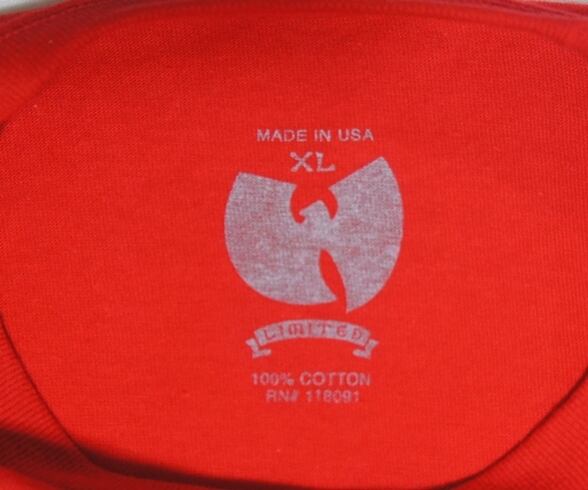 MADE IN USA
XL
LIMITED
100% COTTON
RN# 118091